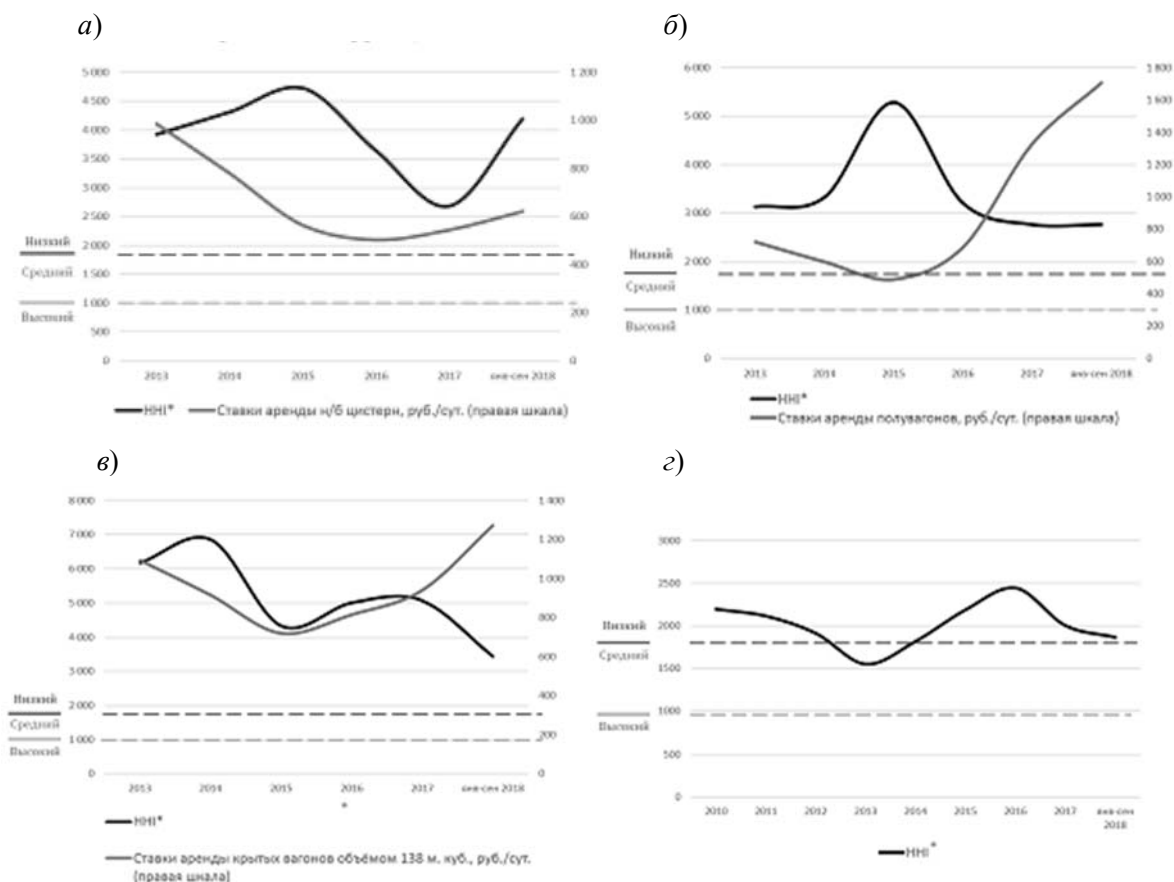 а)
5 000
4 500
4 000
3 500
3 000
2 500
2 000
1 500
1 000
500
0
1 200
1 000
800
600
400
200
0
Низкий
Средний
Высокий
2013 2014 2015 2016 2017 янв-сен 2018
HHI* Ставки аренды н/б цистерн, руб./сут. (правая шкала)
б)
6 000
5 000
4 000
3 000
2 000
1 000
0
1 800
1 600
1 400
1 200
1 000
800
600
400
200
0
Низкий
Средний
Высокий
2013 2014 2015 2016 2017 янв-сен 2018
HHI*
Ставки аренды полувагонов, руб./сут. (правая шкала)
в)
8 000
7 000
6 000
5 000
4 000
3 000
2 000
1 000
0
1 400
1 200
1 000
800
600
400
200
0
Низкий
Средний
Высокий
2013 2014 2015 2016 2017 янв-сен 2018
*
HHI*
Ставки аренды крытых вагонов объёмом 138 м. куб., руб./сут.
(правая шкала)
г)
3000
2500
2000
1500
1000
500
0
Низкий
Средний
Высокий
2010 2011 2012 2013 2014 2015 2016 2017 янв-сен
2018
HHI*